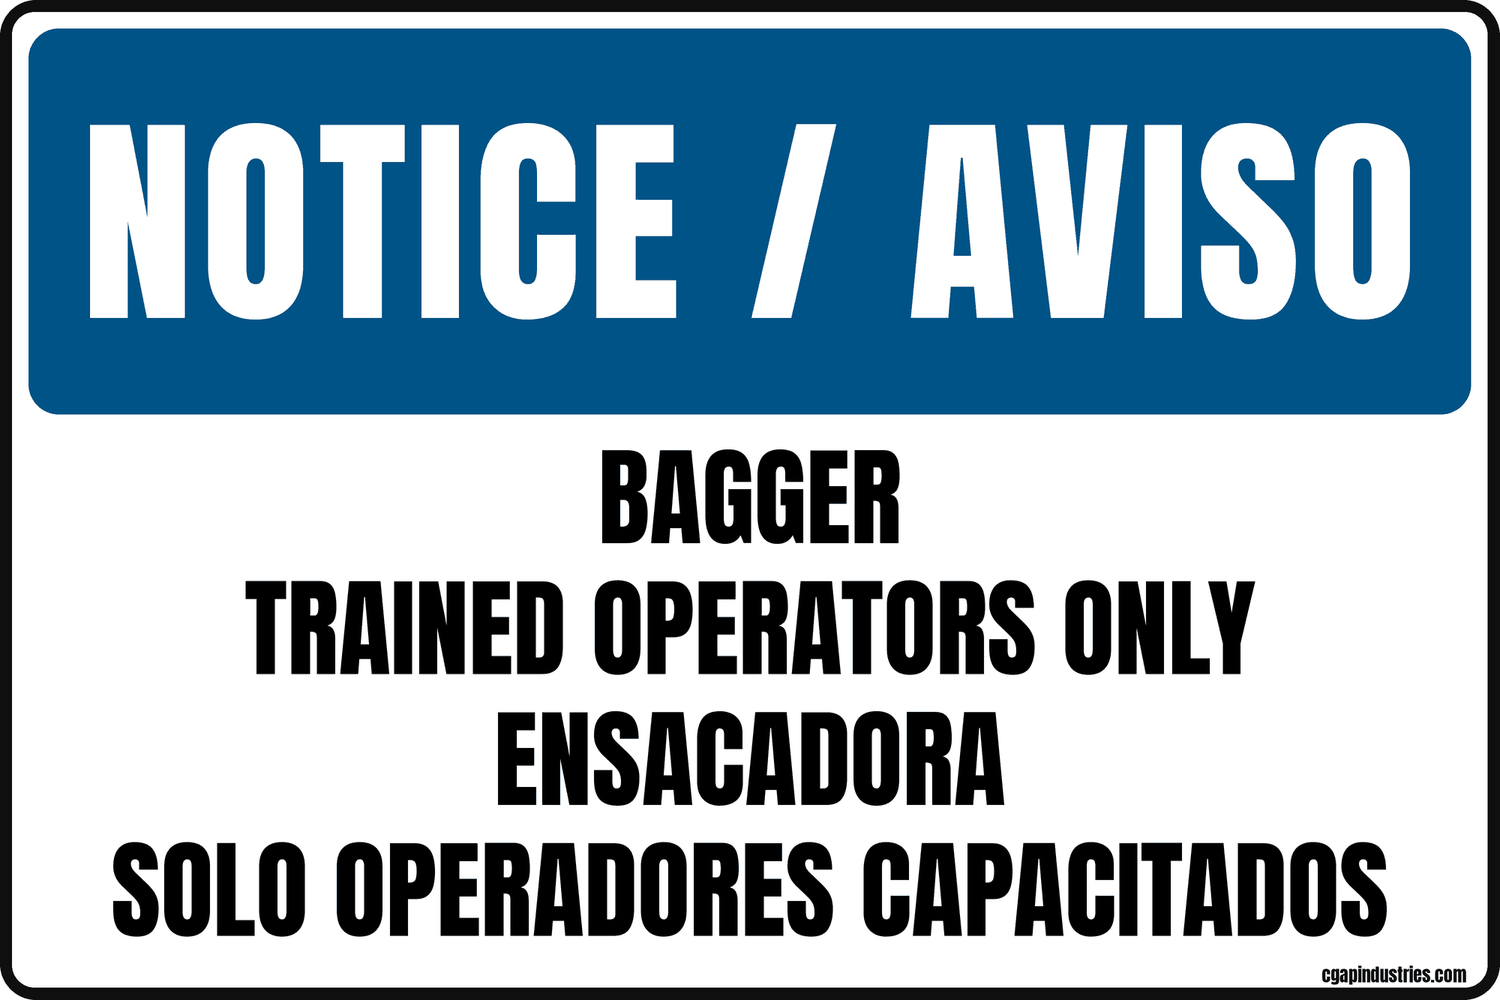 NOTICE / AVISO
BAGGER
TRAINED OPERATORS ONLY
ENSACADORA
SOLO OPERADORES CAPACITADOS
cgapindustries.com